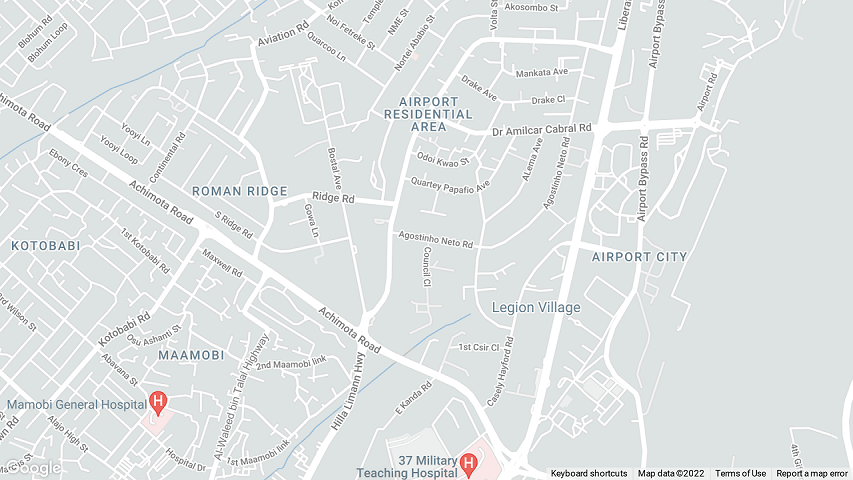 Akosombo St
Temple
NME St
Volta St
Blohum Rd
Blohum Loop
Aviation Rd
Noi Fetreke St
Quarcoo Ln
Nortei Ababio St
Airport Bypass
Mankata Ave
Drake Ave
Drake Cl
Airport Rd
AIRPORT
RESIDENTIAL
AREA
Dr Amilcar Cabral Rd
Yooyi Ln
Yooyi Loop
Continental Rd
Ebony Cres
Achimota Road
Odoi Kwao St
Bostal Ave
ALema Ave
Agostinho Neto Rd
Airport Bypass Rd
Quartey Papafio Ave
ROMAN RIDGE
Ridge Rd
Gowa Ln
S Ridge Rd
1st Kotobabi Rd
KOTOBABI
Agostinho Neto Rd
Council Cl
AIRPORT CITY
Maxwell Rd
Legion Village
Kotobabi Rd
Osu Ashanti St
Achimota Road
MAAMOBI
1st Csir Cl
2nd Maamobi link
Abavana St
Hilla Limann Hwy
Al-Waleed bin Talal Highway
Casely Hayford Rd
E Kanda Rd
Mamobi General Hospital
H
Alajo High St
1st Maamobi link
Hospital Dr
37 Military
Teaching Hospital
H
Google
Keyboard shortcuts
Map data ©2022
Terms of Use
Report a map error